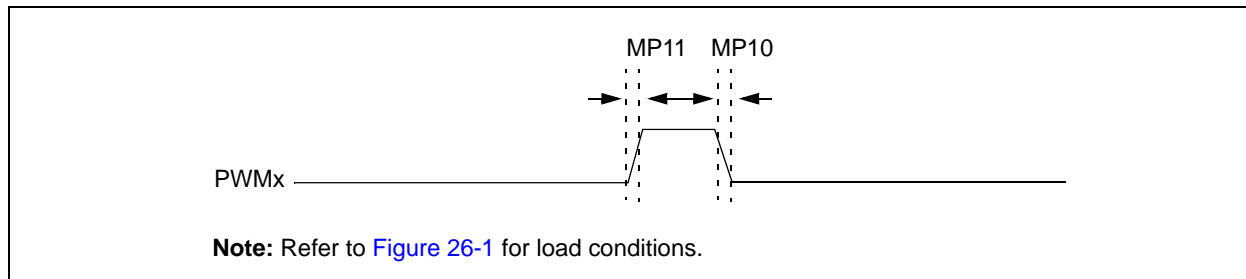 MP11 MP10
PWMx
Note: Refer to Figure 26-1 for load conditions.